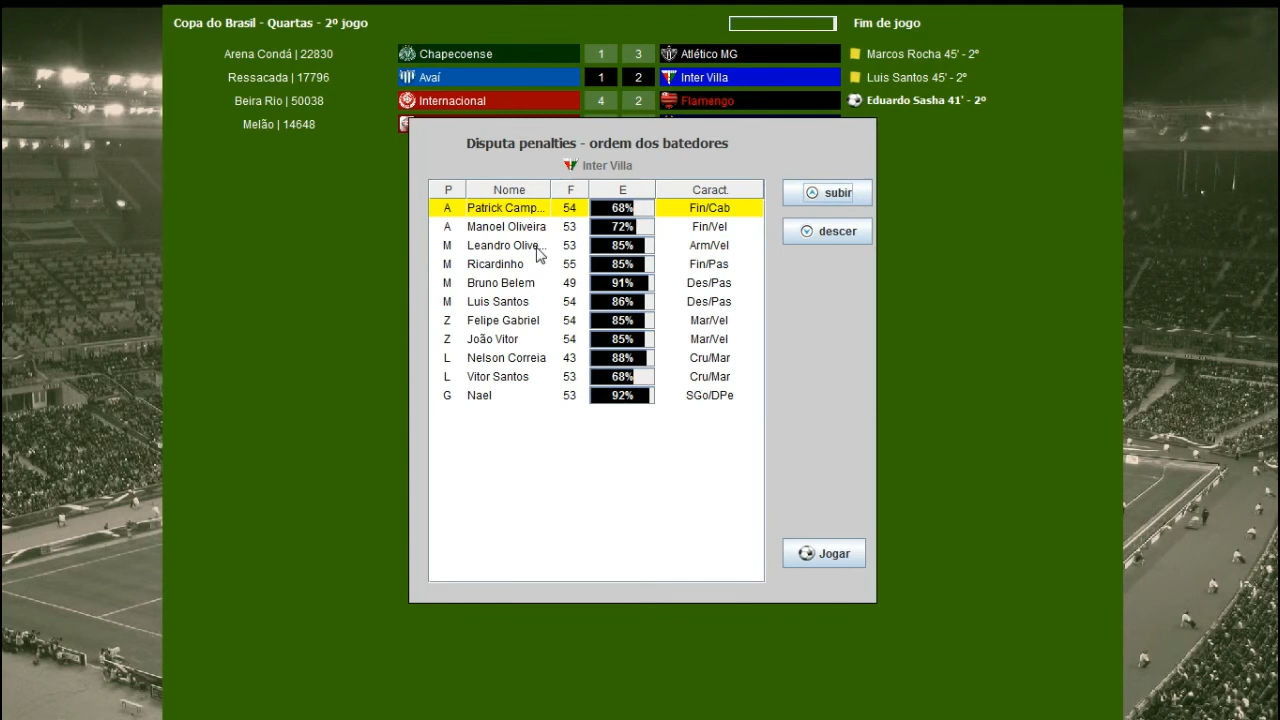 Copa do Brasil - Quartas - 2º jogo
Fim de jogo
Arena Condá | 22830 Chapecoense 1 3 Atlético MG Marcos Rocha 45' - 2º
Ressacada | 17796 Avaí 1 2 Inter Villa Luis Santos 45' - 2º
Beira Rio | 50038 Internacional 4 2 Flamengo Eduardo Sasha 41' - 2º
Melão | 14648
Disputa penalties - ordem dos batedores
Inter Villa
P Nome F E Caract.
A Patrick Camp... 54 68% Fin/Cab
A Manoel Oliveira 53 72% Fin/Vel
M Leandro Olive... 53 85% Arm/Vel
M Ricardinho 55 85% Fin/Pas
M Bruno Belem 49 91% Des/Pas
M Luis Santos 54 86% Des/Pas
Z Felipe Gabriel 54 85% Mar/Vel
Z João Vitor 54 85% Mar/Vel
L Nelson Correia 43 88% Cru/Mar
L Vitor Santos 53 68% Cru/Mar
G Nael 53 92% SGo/DPe
subir
descer
Jogar